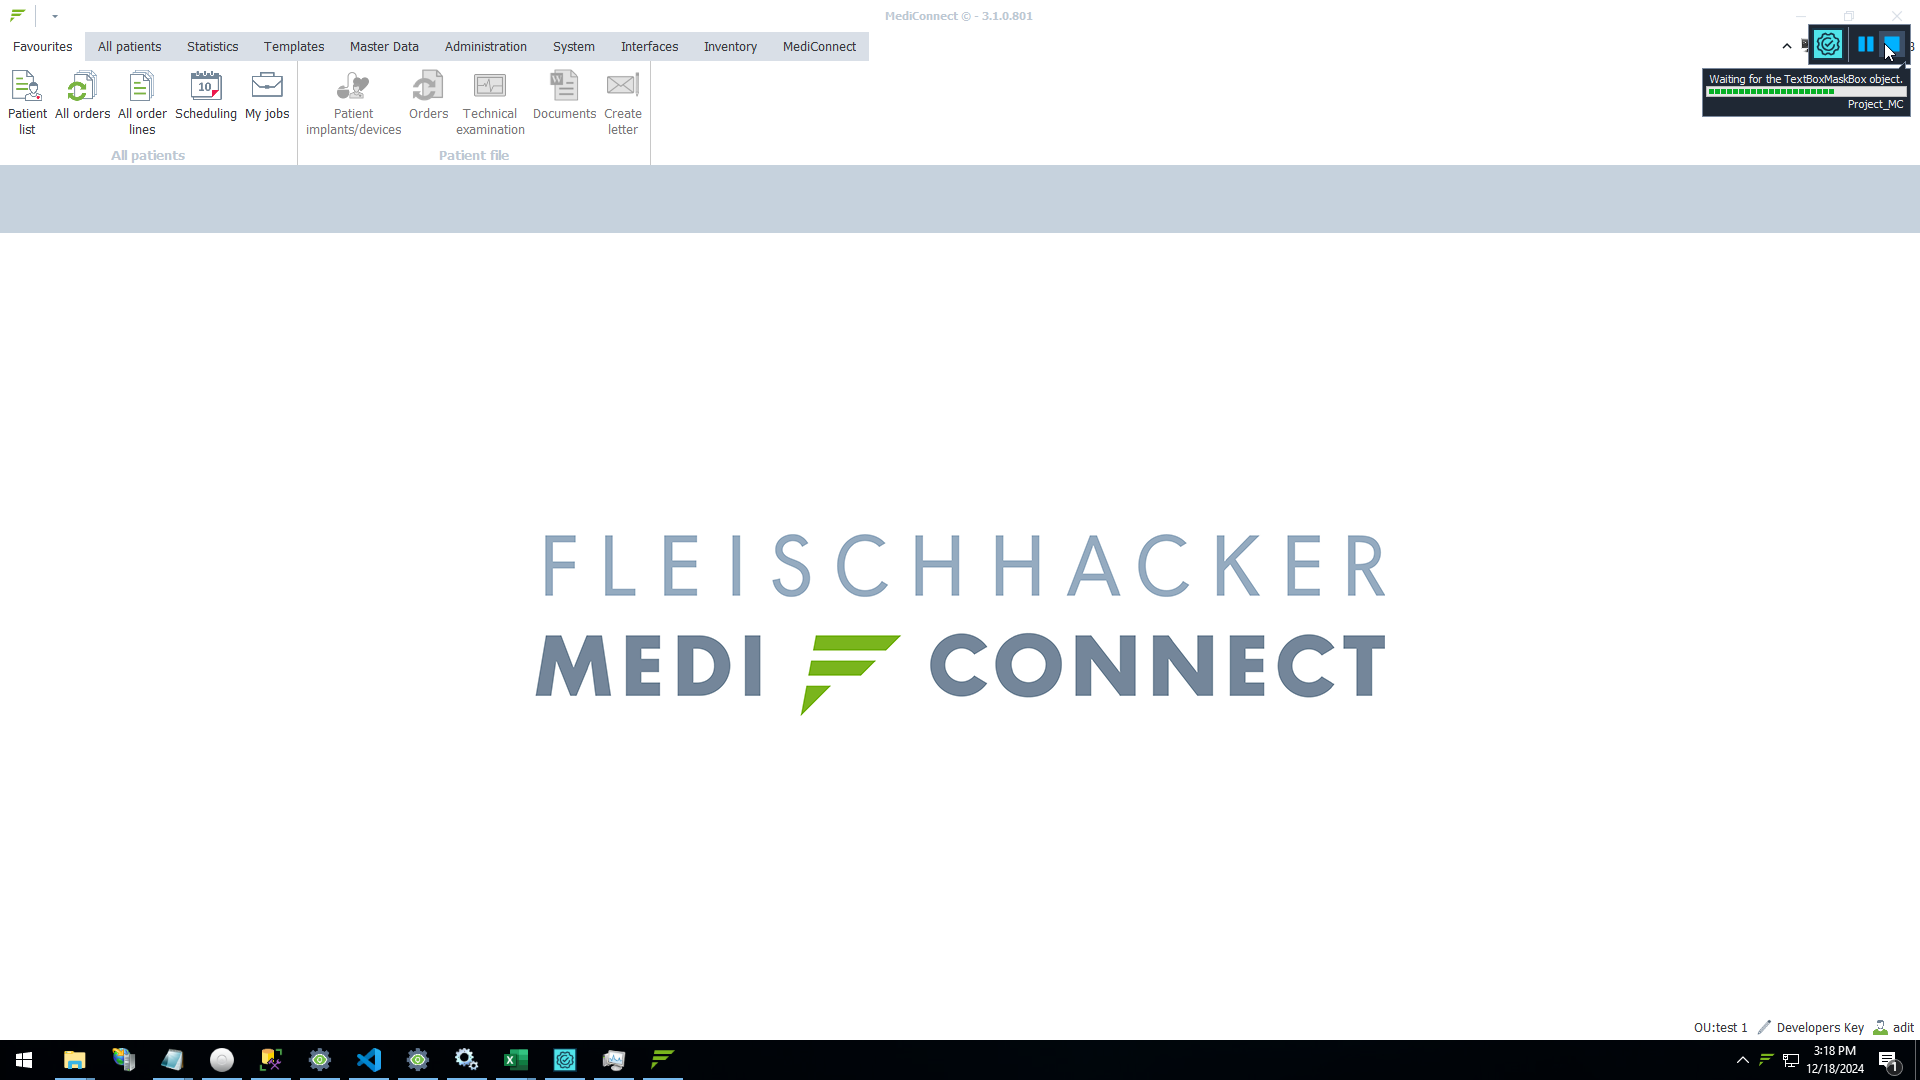 MediConnect © - 3.1.0.801
Favourites All patients Statistics Templates Master Data Administration System Interfaces Inventory MediConnect
Waiting for the TextBoxMaskBox object.
Project_MC
10
Patient list
All orders
All order lines
Scheduling
My jobs
Patient implants/devices
Orders
Technical examination
Documents
Create letter
All patients
Patient file
FLEISCHHACKER
MEDI CONNECT
OU:test 1 Developers Key adit
3:18 PM
12/18/2024
1